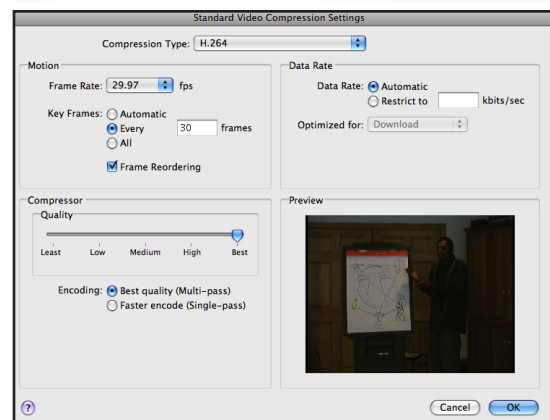 Standard Video Compression Settings
Compression Type: H.264
Motion
Frame Rate: 29.97 fps
Key Frames: Automatic
Every 30 frames
All
Frame Reordering
Data Rate
Data Rate: Automatic
Restrict to kbits/sec
Optimized for: Download
Compressor
Quality
Least Low Medium High Best
Encoding: Best quality (Multi-pass)
Faster encode (Single-pass)
Preview
?
Cancel OK